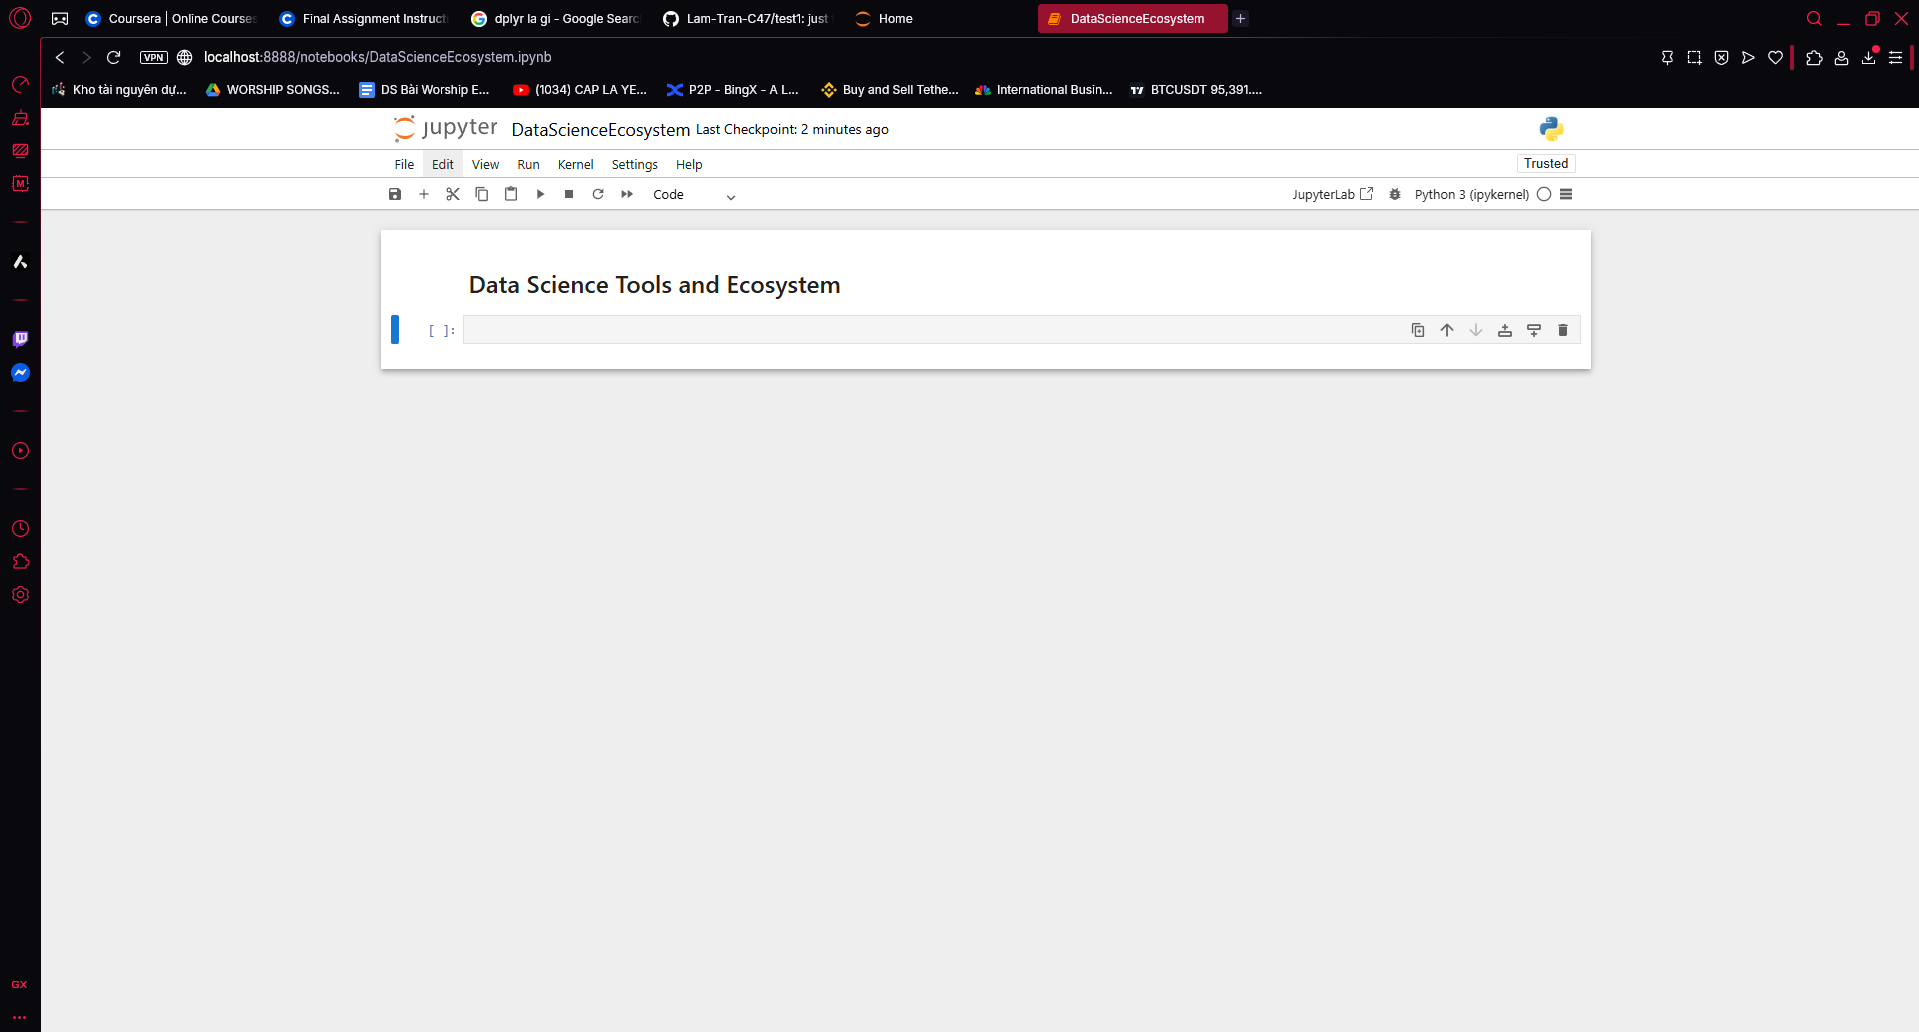 Coursera | Online Courses
Final Assignment Instructi
dplyr la gi - Google Searc
Lam-Tran-C47/test1: just
Home
DataScienceEcosystem
VPN
localhost:8888/notebooks/DataScienceEcosystem.ipynb
Kho tài nguyên dự...
WORSHIP SONGS...
DS Bài Worship E...
(1034) CAP LA YE...
P2P - BingX - A L...
Buy and Sell Tethe...
International Busin...
BTCUSDT 95,391....
jupyter
DataScienceEcosystem
Last Checkpoint: 2 minutes ago
File
Edit
View
Run
Kernel
Settings
Help
Trusted
Code
JupyterLab
Python 3 (ipykernel)
Data Science Tools and Ecosystem
[ ]:
GX